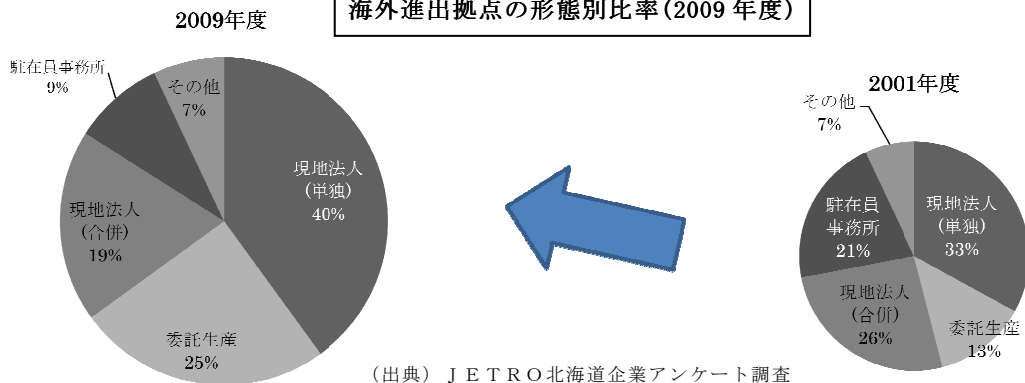 海外進出拠点の形態別比率(2009 年度)
2009年度
駐在員事務所
9%
その他
7%
現地法人
(単独)
40%
現地法人
(合併)
19%
委託生産
25%
2001年度
その他
7%
駐在員
事務所
21%
現地法人
(単独)
33%
現地法人
(合併)
26%
委託生産
13%
(出典) JETRO北海道企業アンケート調査